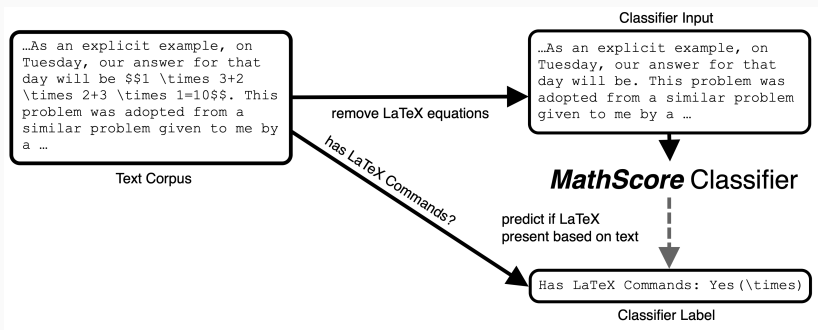 …As an explicit example, on
Tuesday, our answer for that
day will be $$1 \times 3+2
\times 2+3 \times 1=10$$. This
problem was adopted from a
similar problem given to me by
a …
Text Corpus
remove LaTeX equations
has LaTeX Commands?
Classifier Input
…As an explicit example, on
Tuesday, our answer for that
day will be. This problem was
adopted from a similar problem
given to me by a …
MathScore Classifier
predict if LaTeX
present based on text
Has LaTeX Commands: Yes(\times)
Classifier Label